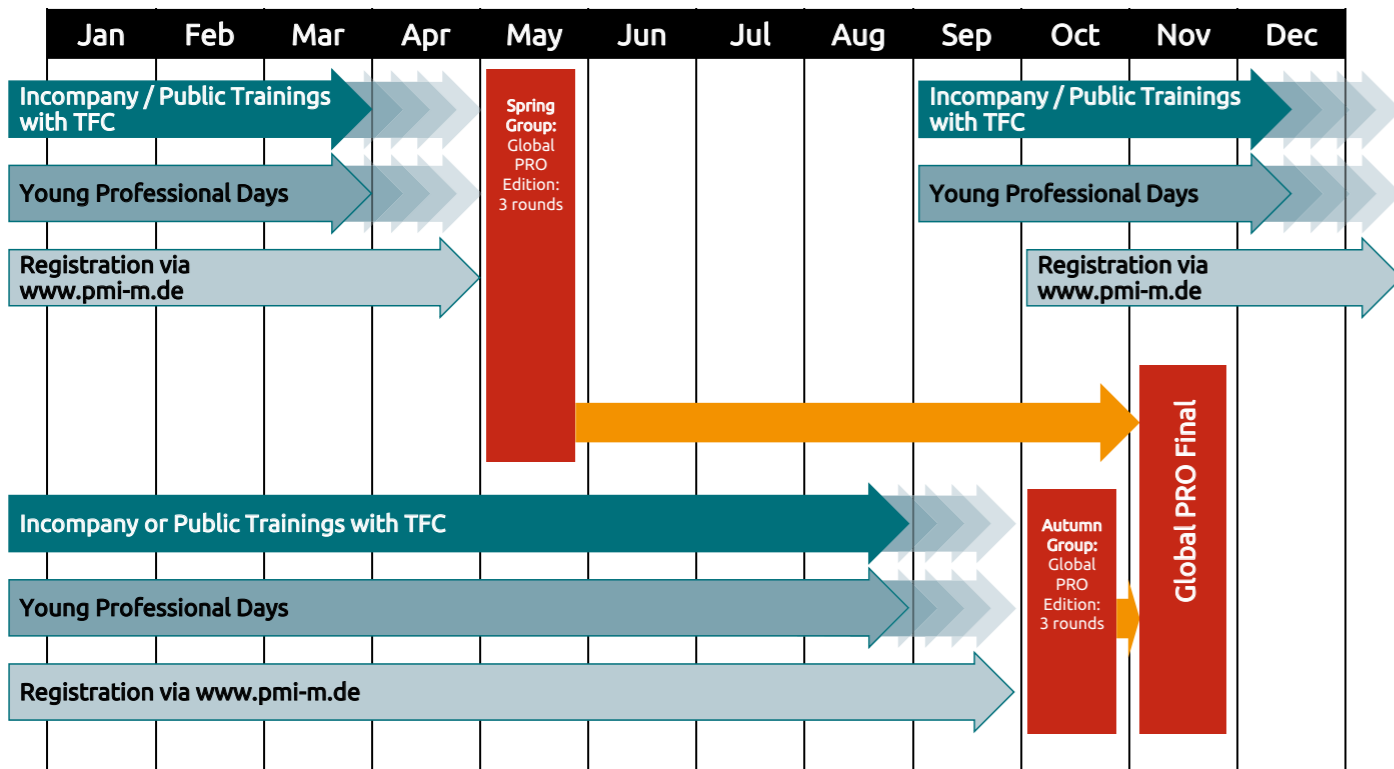 Jan Feb Mar Apr May Jun Jul Aug Sep Oct Nov Dec
Incompany / Public Trainings
with TFC
Young Professional Days
Registration via
www.pmi-m.de
Spring
Group:
Global
PRO
Edition:
3 rounds
Incompany / Public Trainings
with TFC
Young Professional Days
Registration via
www.pmi-m.de
Global PRO Final
Incompany or Public Trainings with TFC
Young Professional Days
Registration via www.pmi-m.de
Autumn
Group:
Global
PRO
Edition:
3 rounds